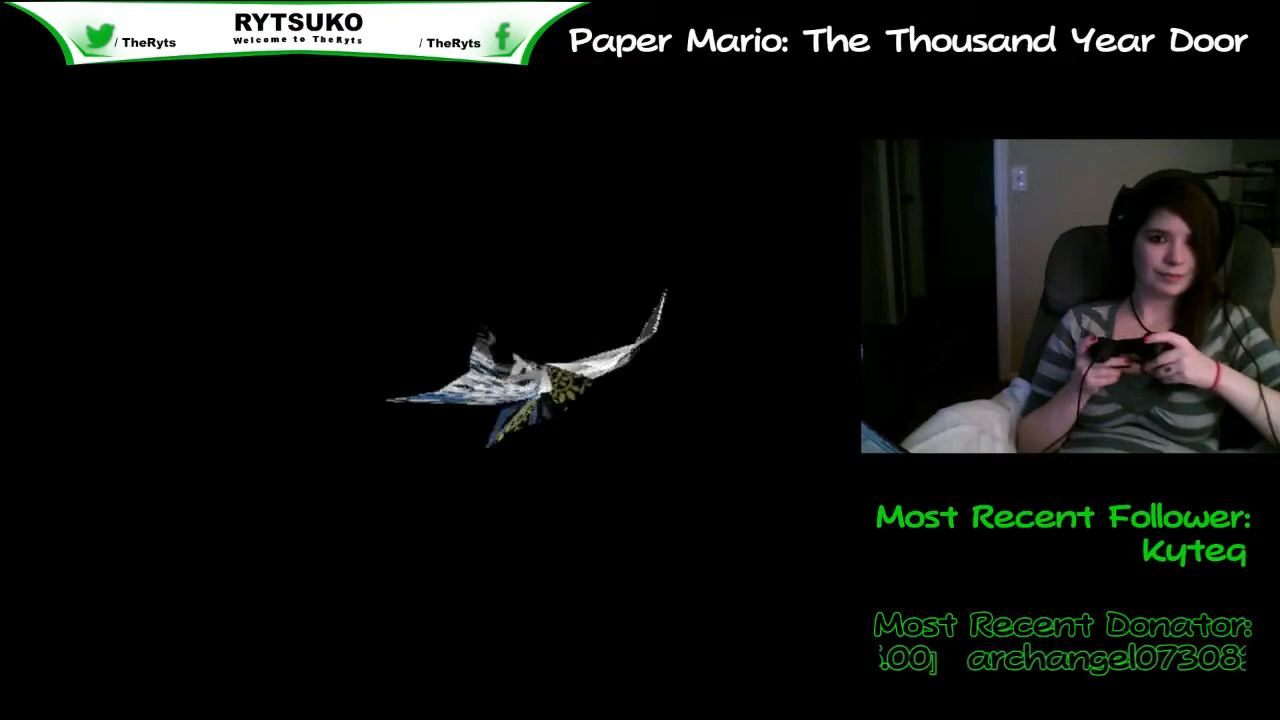 RYTSUKO
Welcome to TheRyts
/ TheRyts
/ TheRyts
Paper Mario: The Thousand Year Door
Most Recent Follower:
Kyteq
Most Recent Donator:
.00] archangel07308